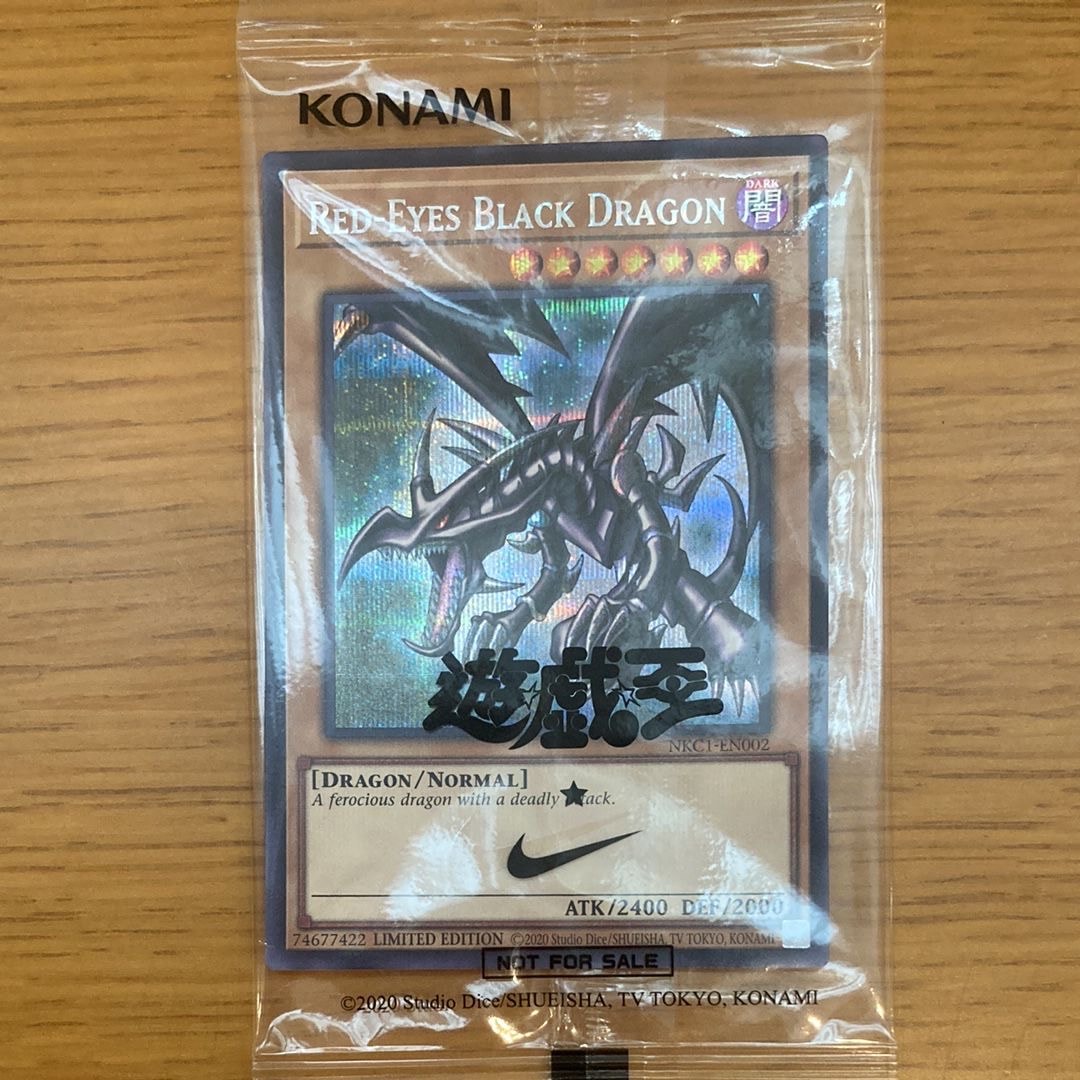 KONAMI
RED-EYES BLACK DRAGON
DARK
闇
遊☆戯☆王
NKC1-EN002
[DRAGON/NORMAL]
A ferocious dragon with a deadly attack.
ATK/2400 DEF/2000
74677422 LIMITED EDITION ©2020 Studio Dice/SHUEISHA, TV TOKYO, KONAMI
NOT FOR SALE
©2020 Studio Dice/SHUEISHA, TV TOKYO, KONAMI